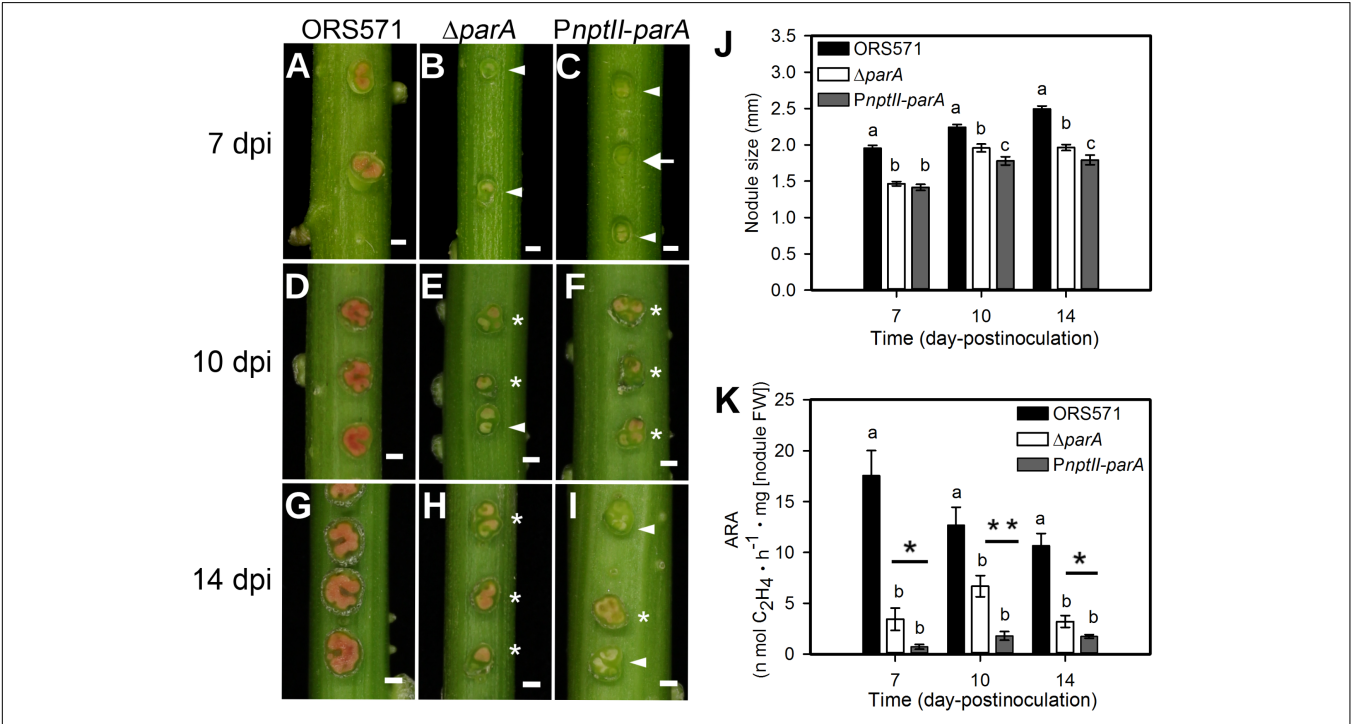 ORS571 ΔparA PnptII-parA
7 dpi
A B C
10 dpi
D E * * F * * *
14 dpi
G H * * * I *
J
Nodule size (mm)
3.5
3.0
2.5
2.0
1.5
1.0
0.5
0.0
ORS571
ΔparA
PnptII-parA
a b b
a b c
a b c
7 10 14
Time (day-postinoculation)
K
ARA
(n mol C₂H₄・h⁻¹・mg [nodule FW])
25
20
15
10
5
0
ORS571
ΔparA
PnptII-parA
a b * b
a b ** b
a b * b
7 10 14
Time (day-postinoculation)